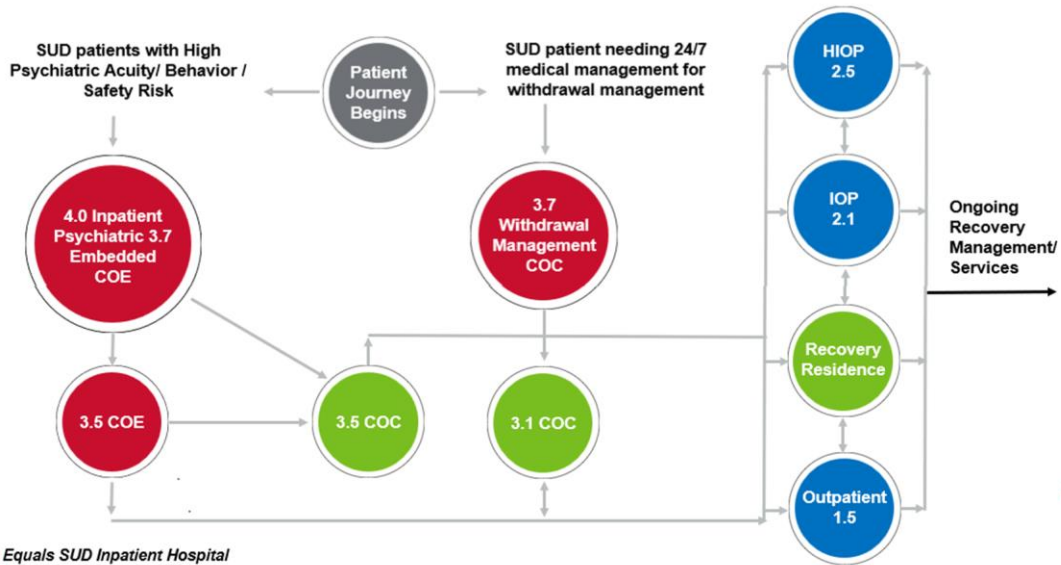 SUD patients with High
Psychiatric Acuity/ Behavior /
Safety Risk
Patient
Journey
Begins
SUD patient needing 24/7
medical management for
withdrawal management
4.0 Inpatient
Psychiatric 3.7
Embedded
COE
3.7
Withdrawal
Management
COC
3.5 COE
3.5 COC
3.1 COC
HIOP
2.5
IOP
2.1
Recovery
Residence
Outpatient
1.5
Ongoing
Recovery
Management/
Services
Equals SUD Inpatient Hospital